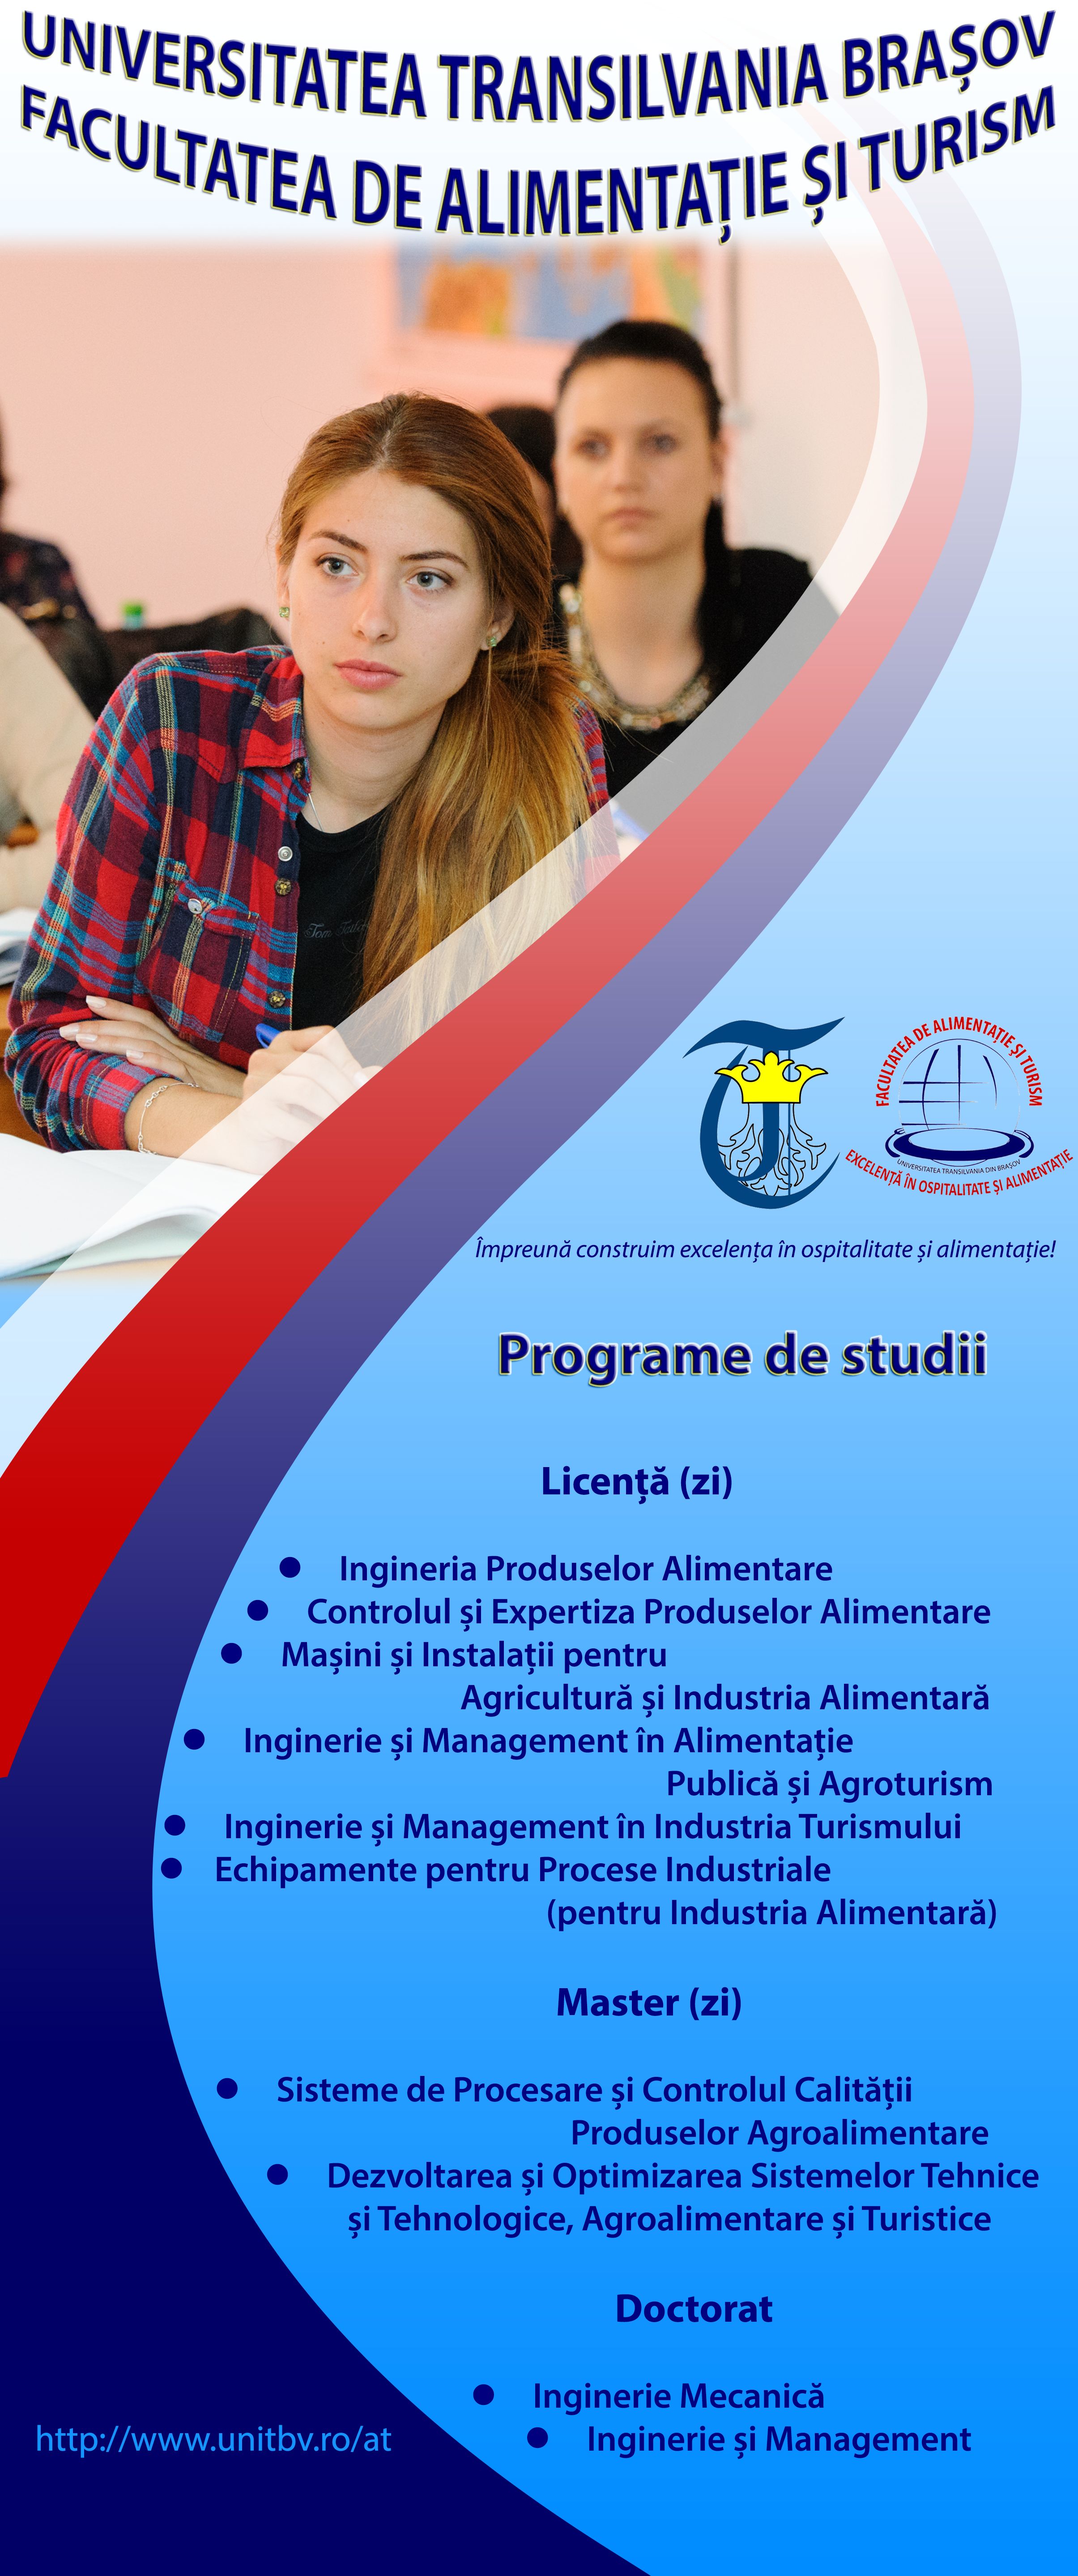 UNIVERSITATEA TRANSILVANIA BRAȘOV
FACULTATEA DE ALIMENTAȚIE ȘI TURISM
FACULTATEA DE ALIMENTAȚIE ȘI TURISM
UNIVERSITATEA TRANSILVANIA DIN BRAȘOV
EXCELENȚĂ ÎN OSPITALITATE ȘI ALIMENTAȚIE
Împreună construim excelența în ospitalitate și alimentație!
Programe de studii
Licență (zi)
● Ingineria Produselor Alimentare
● Controlul și Expertiza Produselor Alimentare
● Mașini și Instalații pentru
Agricultură și Industria Alimentară
● Inginerie și Management în Alimentație
Publică și Agroturism
● Inginerie și Management în Industria Turismului
● Echipamente pentru Procese Industriale
(pentru Industria Alimentară)
Master (zi)
● Sisteme de Procesare și Controlul Calității
Produselor Agroalimentare
● Dezvoltarea și Optimizarea Sistemelor Tehnice
și Tehnologice, Agroalimentare și Turistice
Doctorat
● Inginerie Mecanică
● Inginerie și Management
http://www.unitbv.ro/at